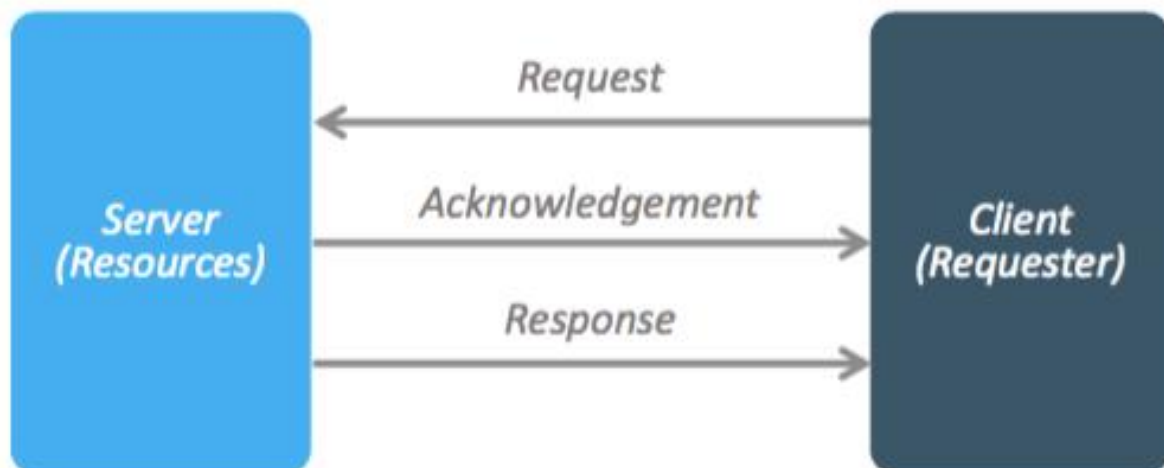 Request
Acknowledgement
Server
(Resources)
Client
(Requester)
Response